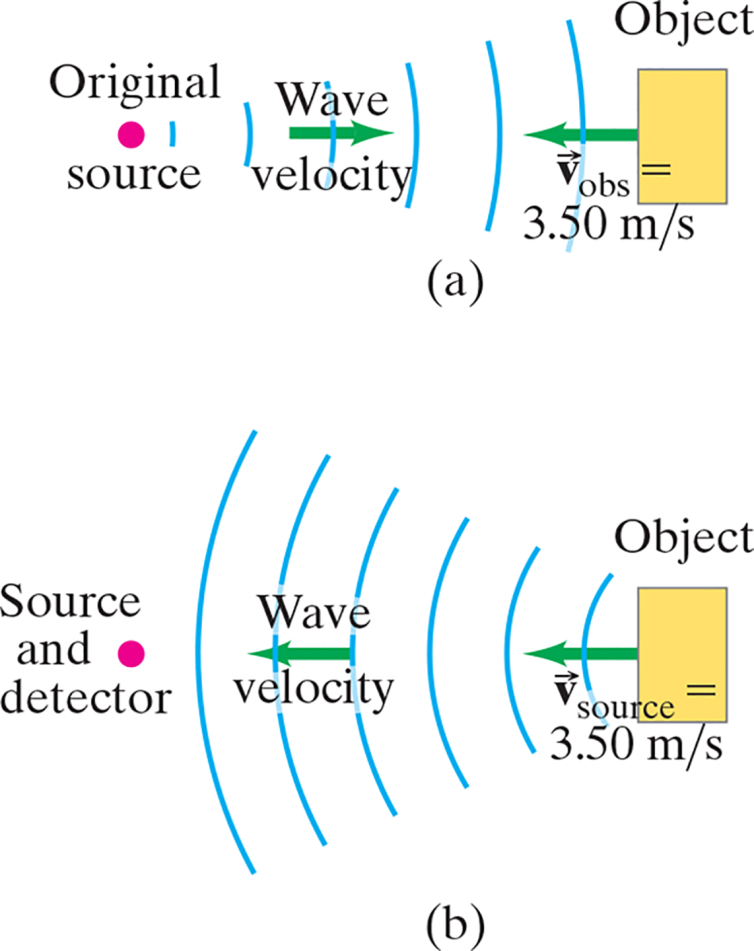 Object
Original
source
Wave
velocity
v⃗obs =
3.50 m/s
(a)
Object
Source
and
detector
Wave
velocity
v⃗source =
3.50 m/s
(b)